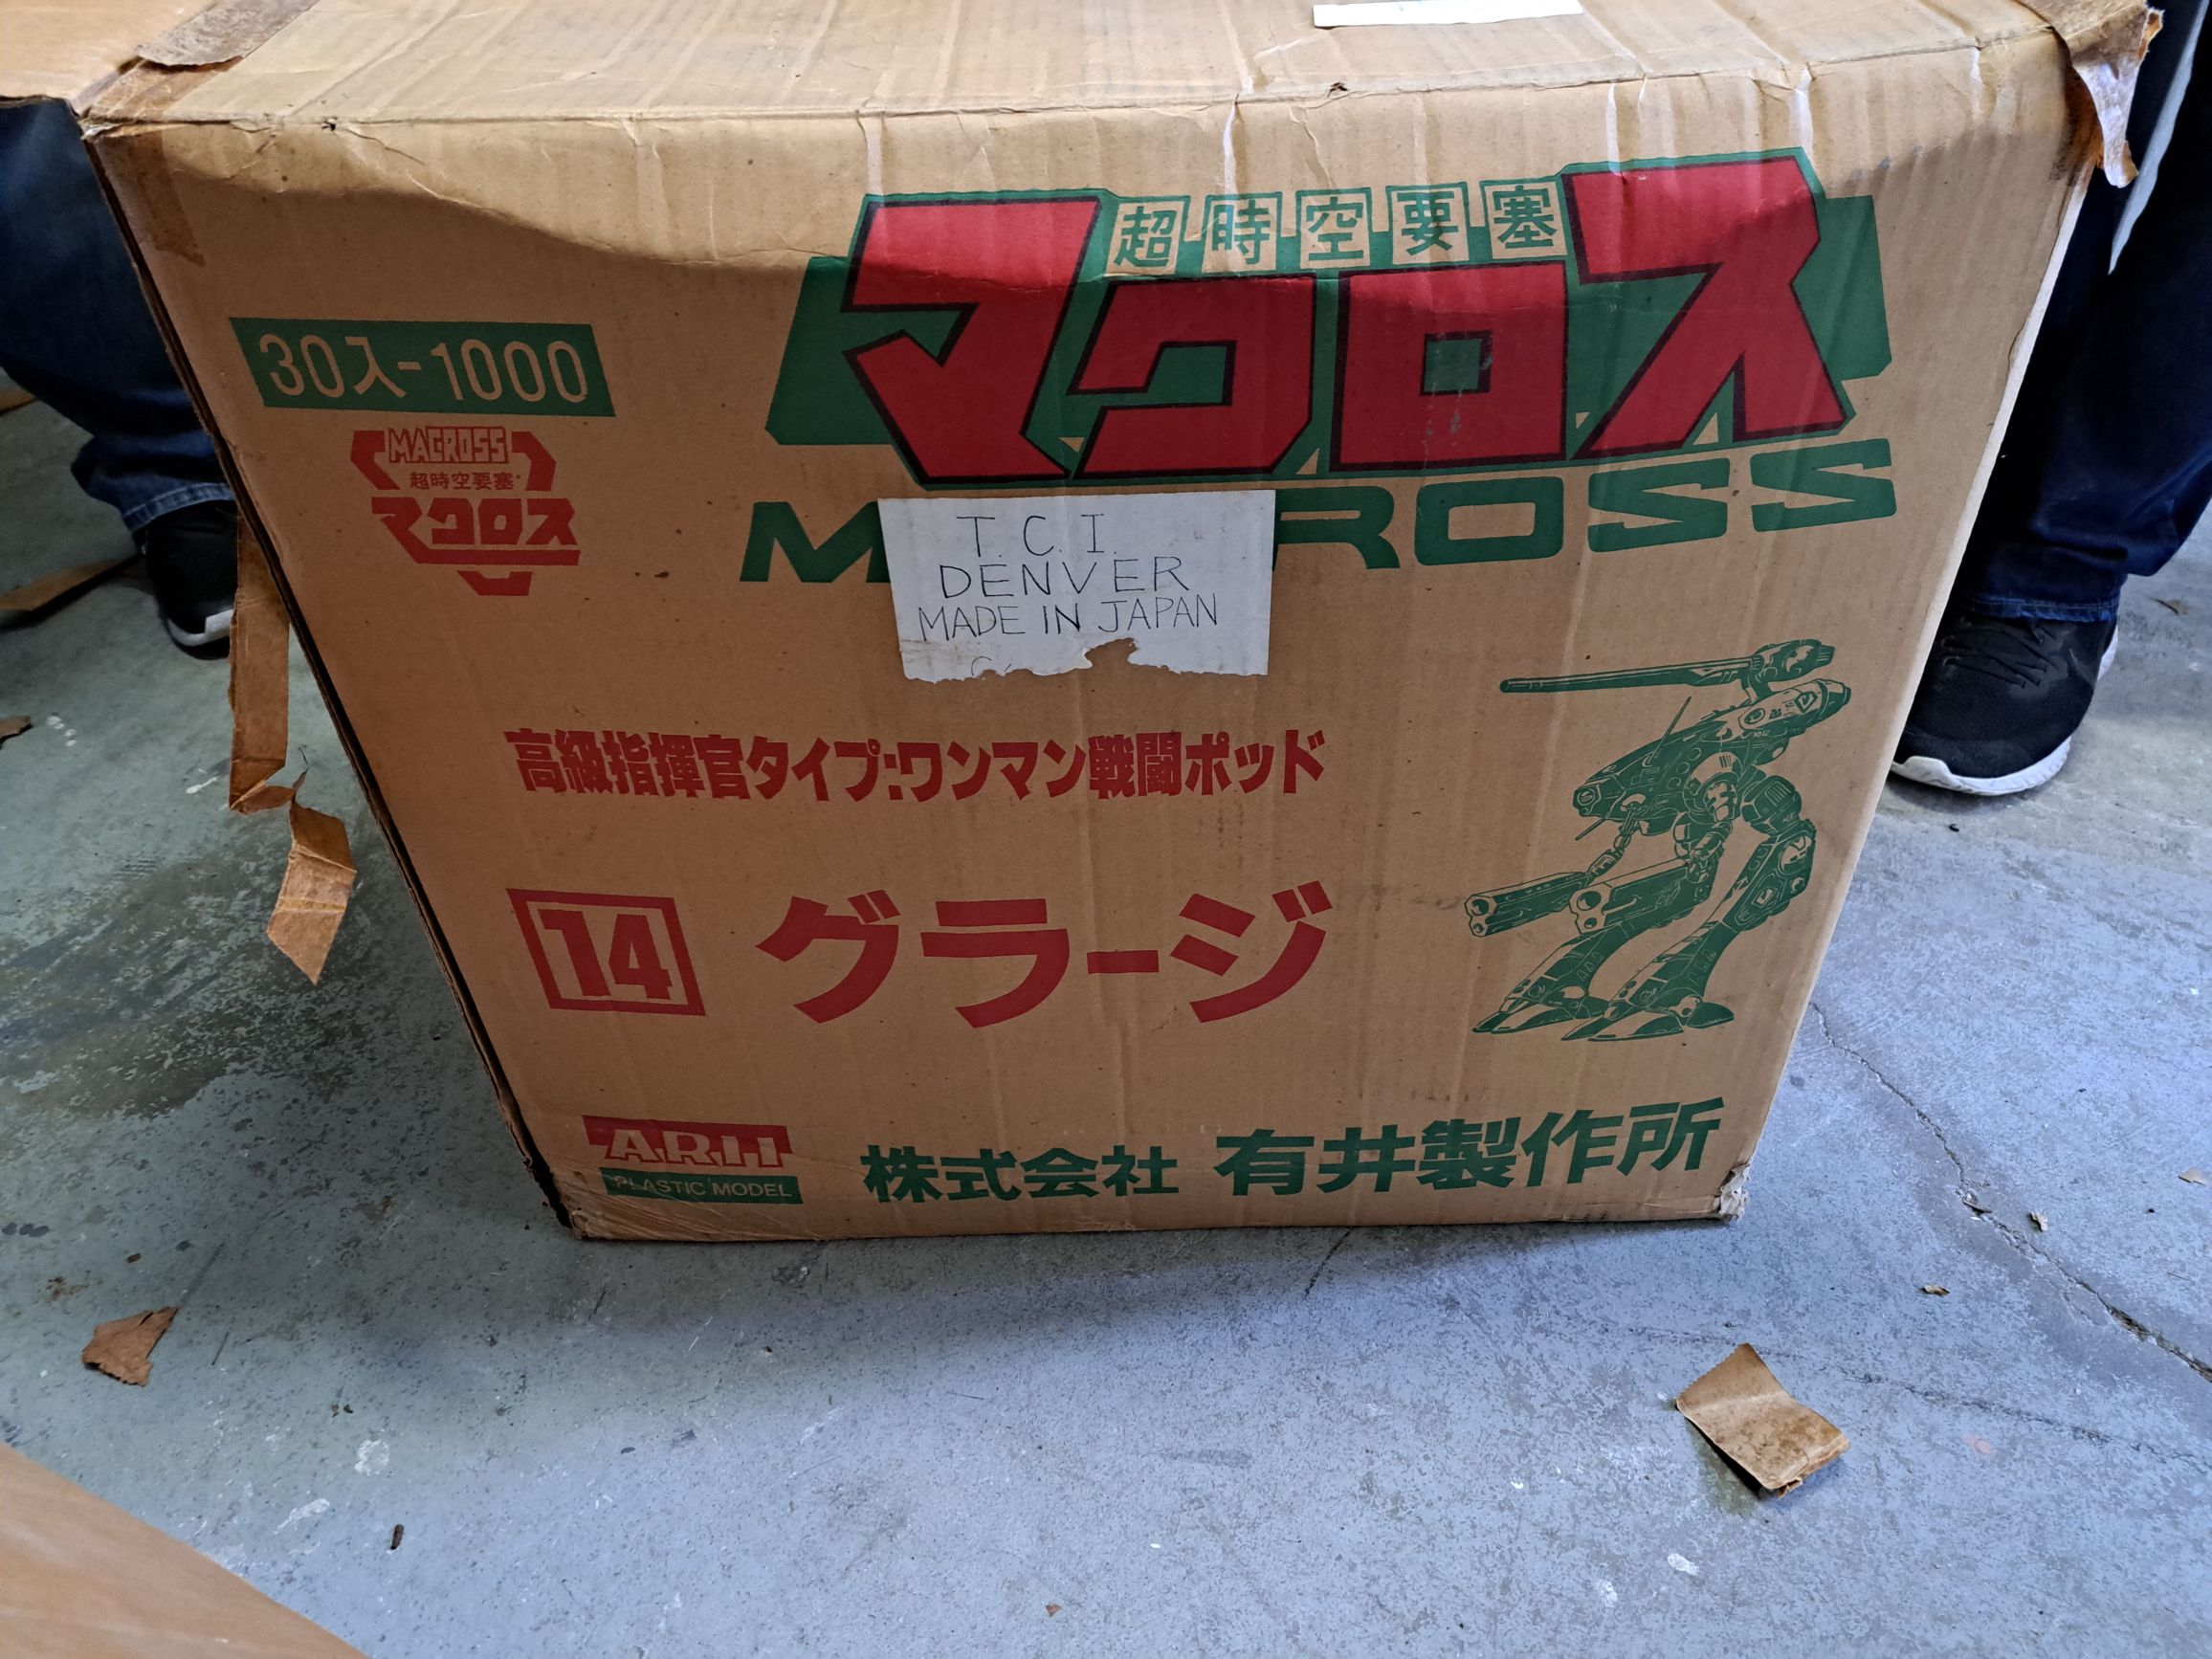 超時空要塞
マクロス
30入-1000
MACROSS
超時空要塞
マクロス
M ROSS
T.C.I.
DENVER
MADE IN JAPAN
高級指揮官タイプ:ワンマン戦闘ポッド
14 グラージ
ARII
PLASTIC MODEL
株式会社 有井製作所